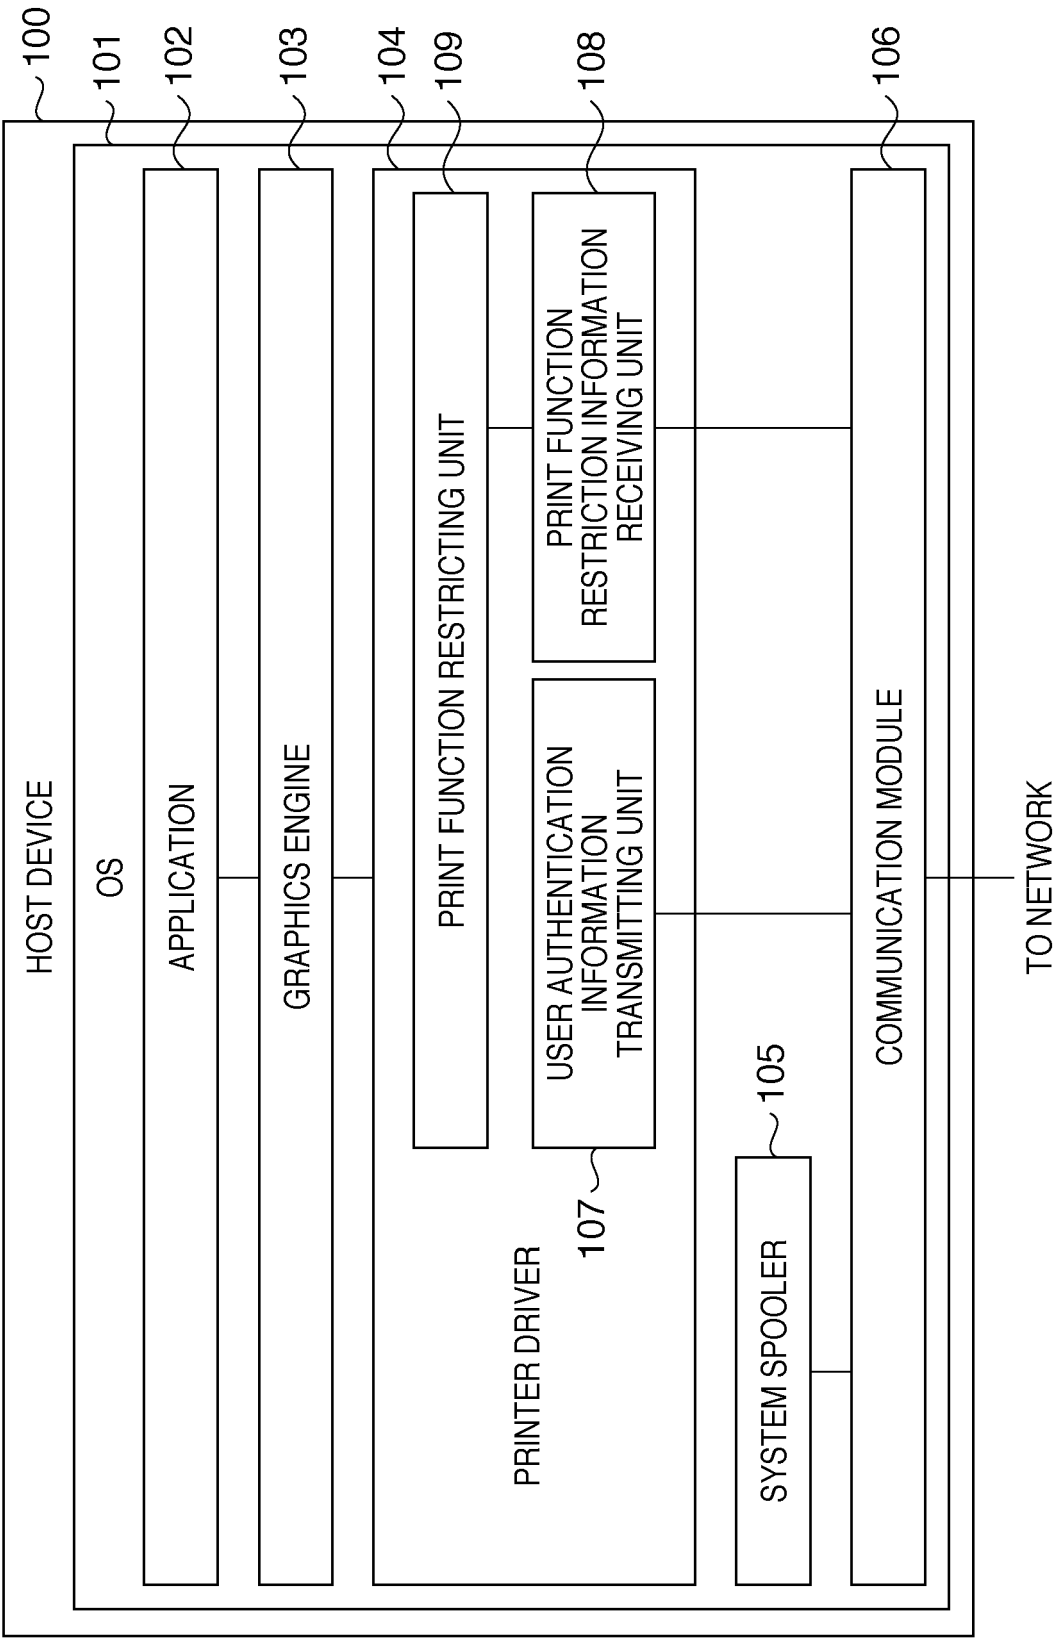 HOST DEVICE
100
OS
101
APPLICATION
102
GRAPHICS ENGINE
103
104
PRINT FUNCTION RESTRICTING UNIT
109
PRINTER DRIVER
107
USER AUTHENTICATION
INFORMATION
TRANSMITTING UNIT
PRINT FUNCTION
RESTRICTION INFORMATION
RECEIVING UNIT
108
SYSTEM SPOOLER
105
COMMUNICATION MODULE
106
TO NETWORK